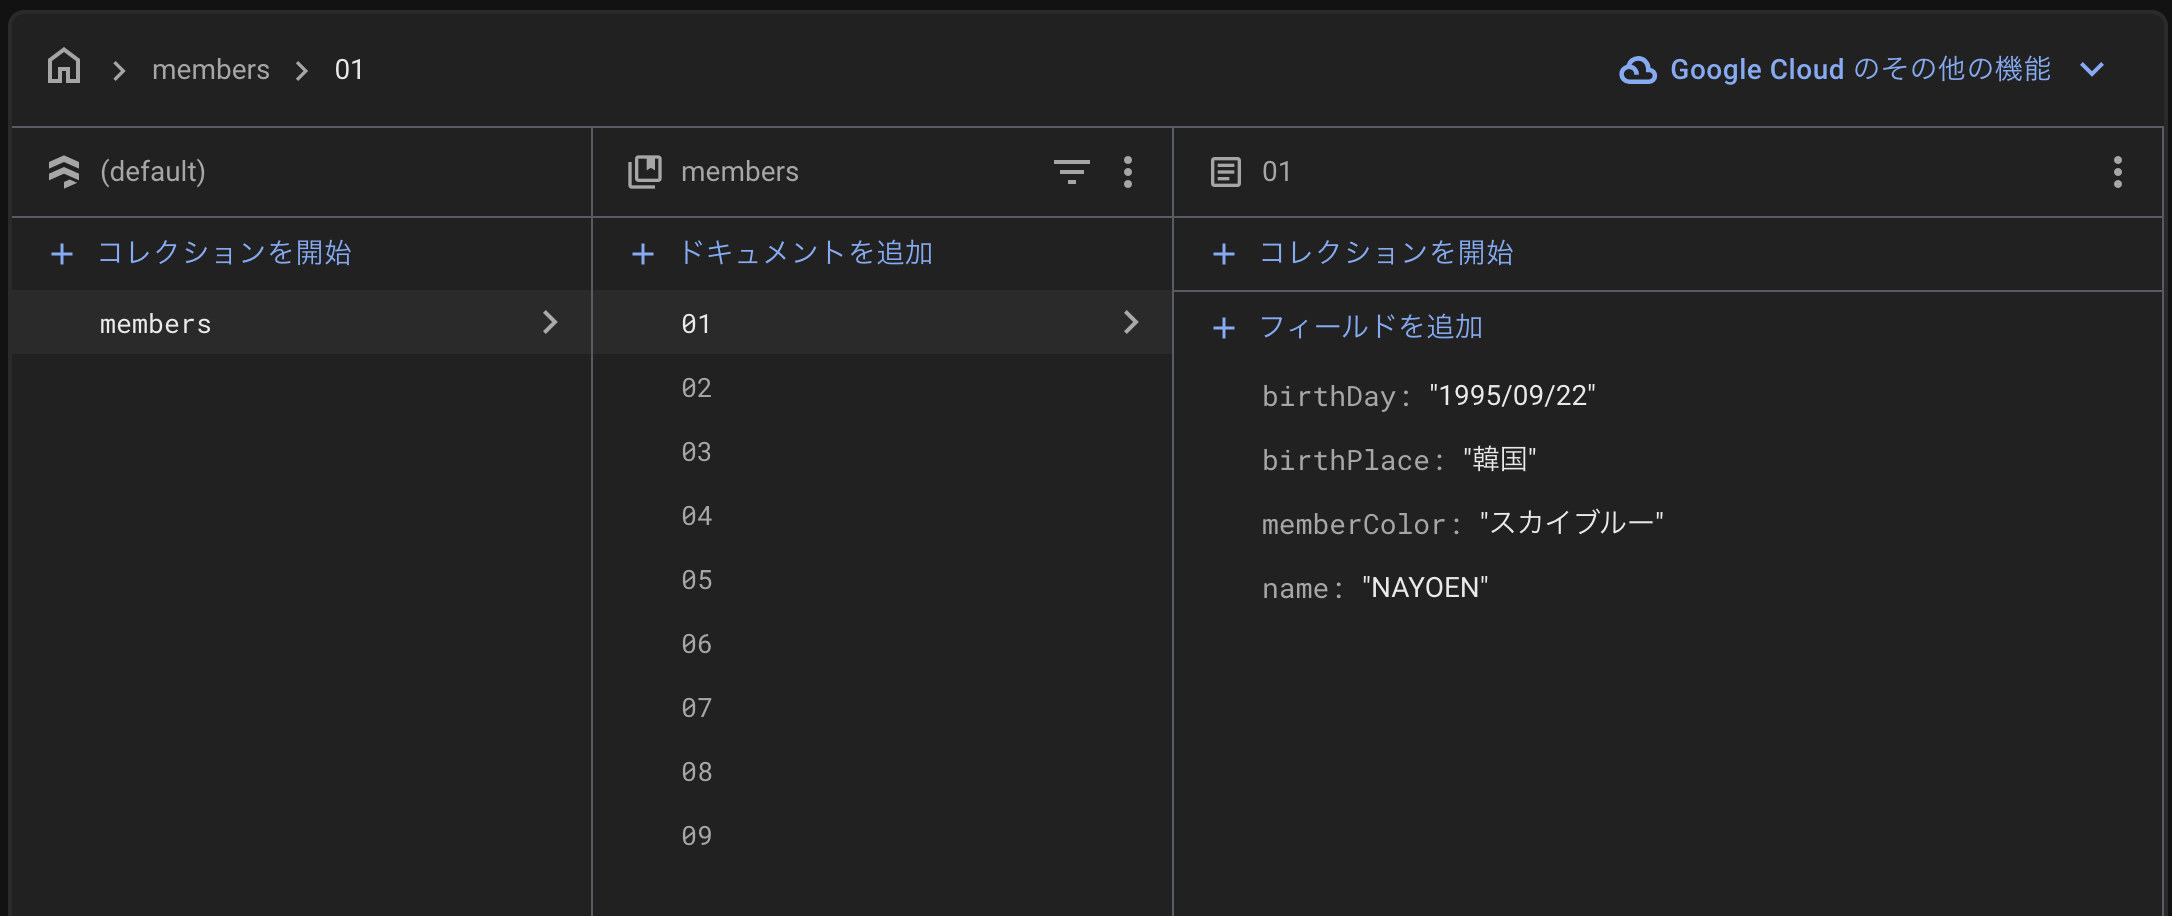 members > 01
Google Cloud のその他の機能
(default)
members
01
+ コレクションを開始
+ ドキュメントを追加
+ コレクションを開始
members
01
02
03
04
05
06
07
08
09
+ フィールドを追加
birthDay: "1995/09/22"
birthPlace: "韓国"
memberColor: "スカイブルー"
name: "NAYOEN"